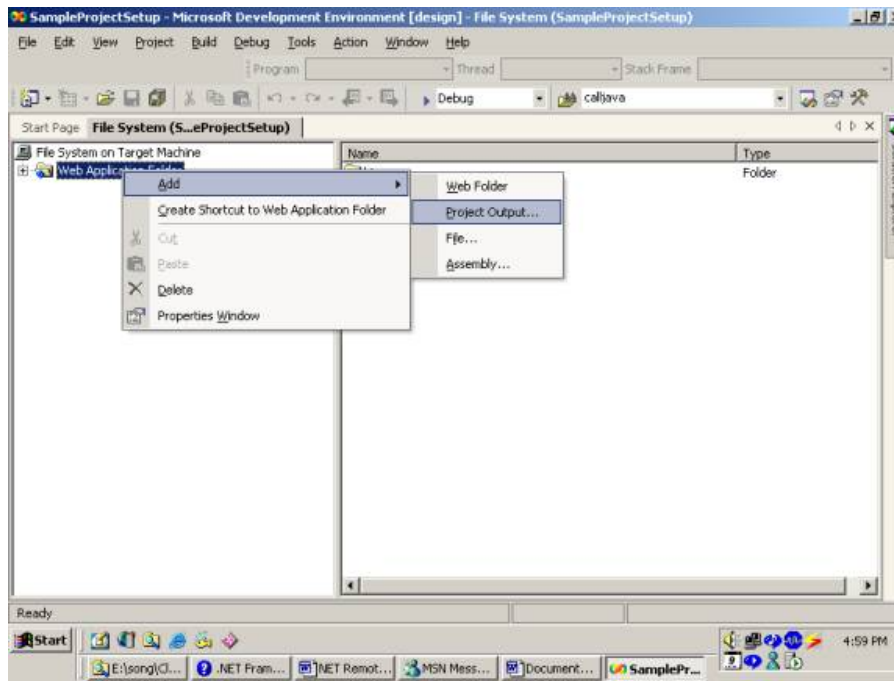 SampleProjectSetup - Microsoft Development Environment [design] - File System (SampleProjectSetup)
File Edit View Project Build Debug Tools Action Window Help
Program Thread Stack Frame
Debug calljava
Start Page File System (S...eProjectSetup)
File System on Target Machine
Web Application Folder
Name Type
Folder
Add
Create Shortcut to Web Application Folder
Cut
Paste
Delete
Properties Window
Web Folder
Project Output...
File...
Assembly...
Ready
Start
4:59 PM
E:\song\Cl... .NET Fram... .NET Remot... MSN Mess... Document... SamplePr...